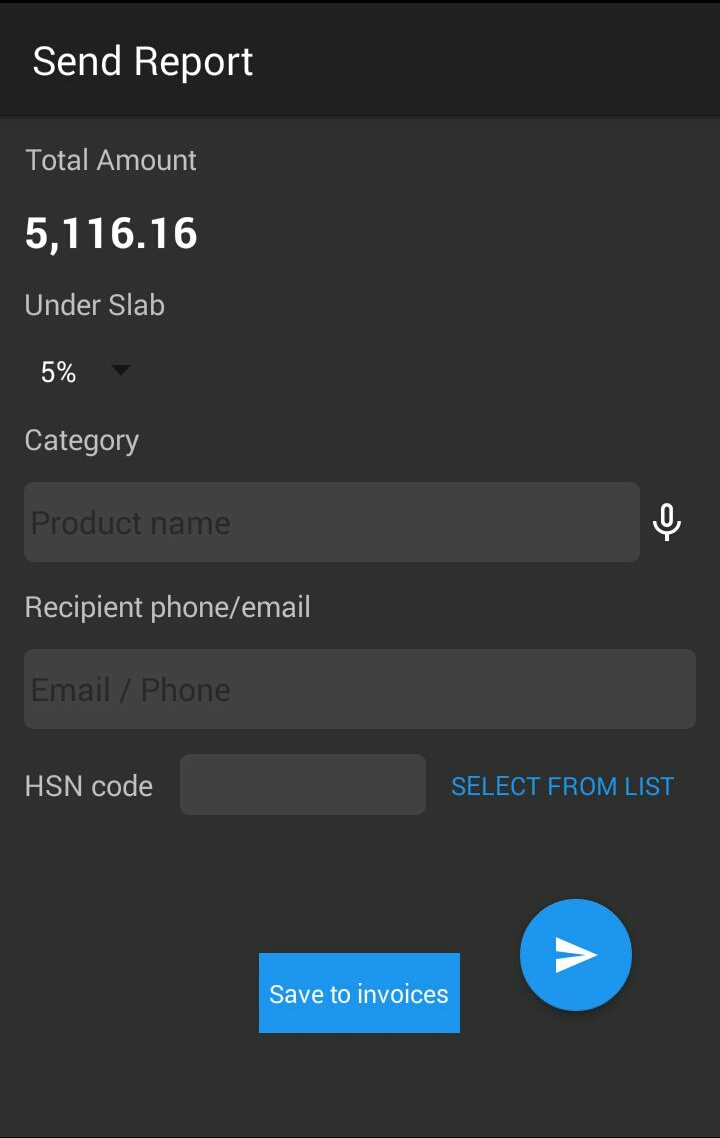 Send Report
Total Amount
5,116.16
Under Slab
5%
Category
Product name
Recipient phone/email
Email / Phone
HSN code
SELECT FROM LIST
Save to invoices